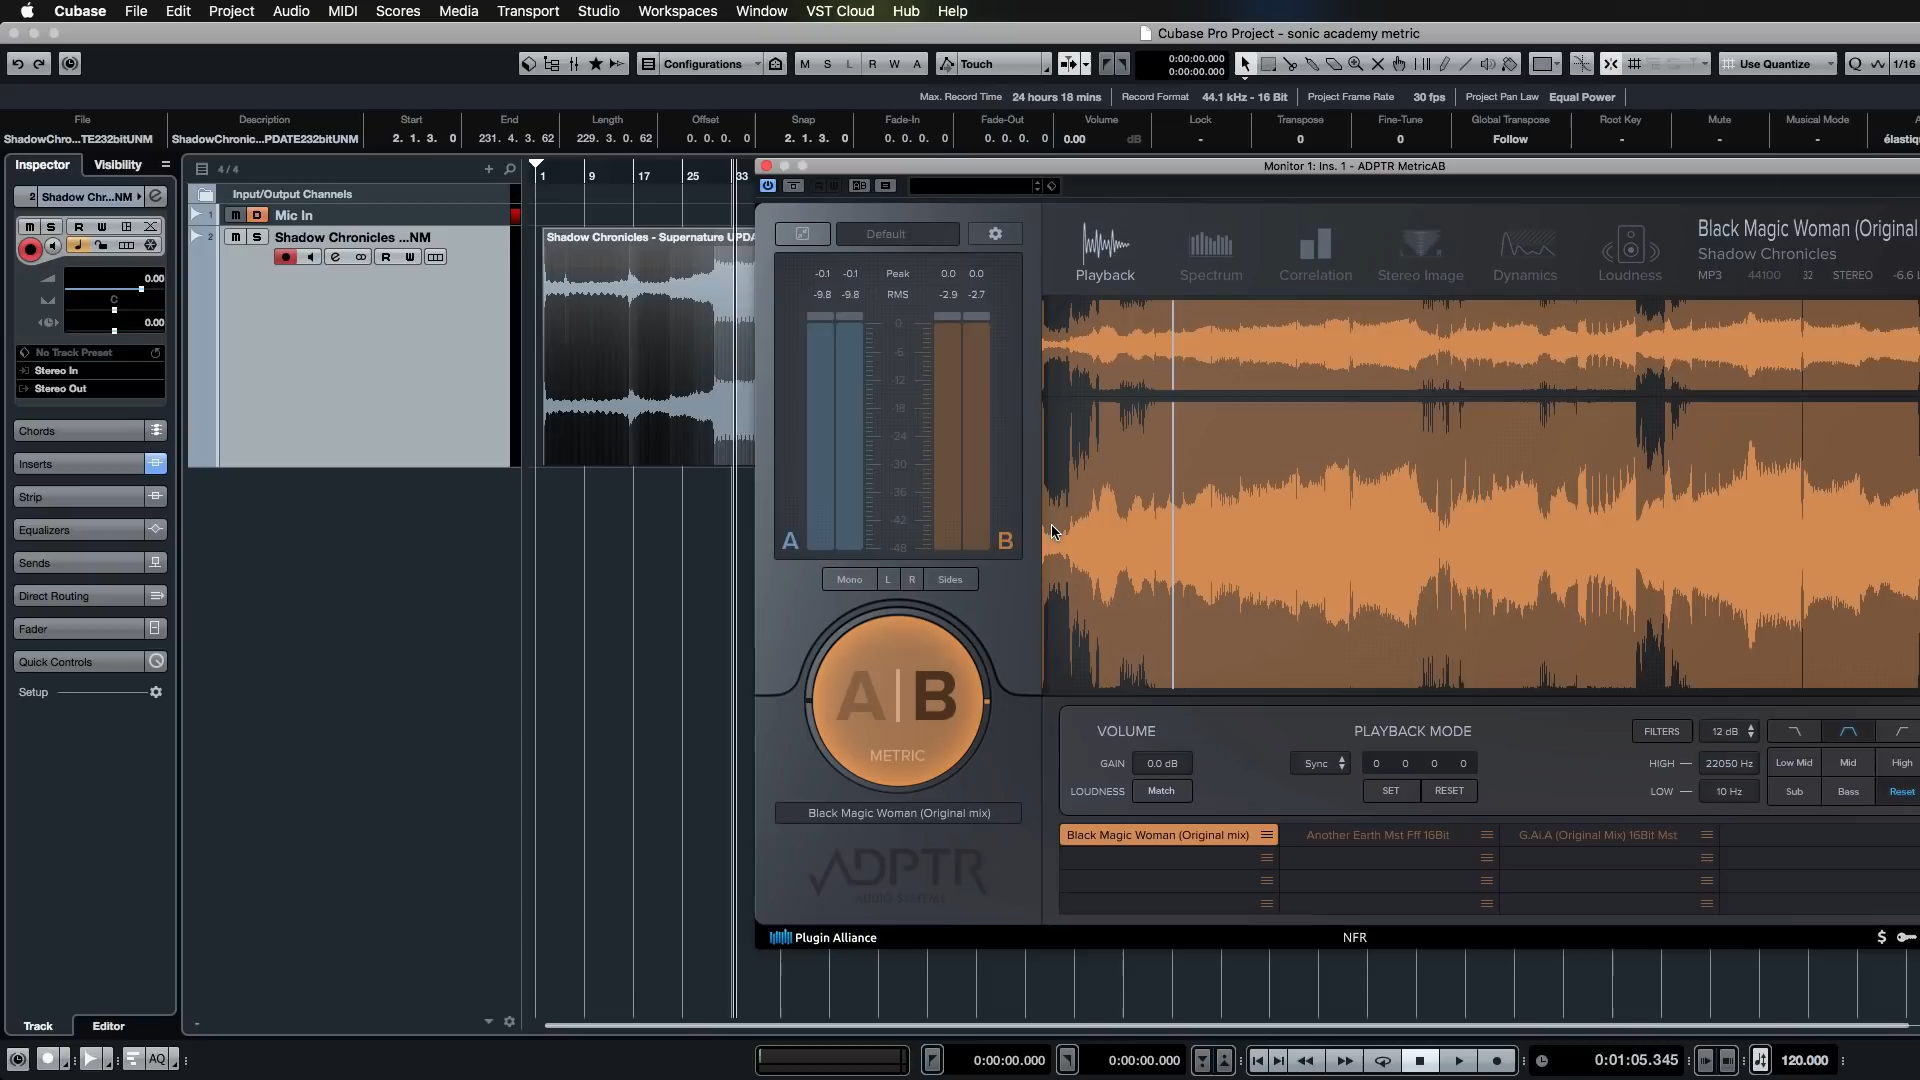 Cubase File Edit Project Audio MIDI Scores Media Transport Studio Workspaces Window VST Cloud Hub Help
Cubase Pro Project - sonic academy metric
Configurations M S L R W A Touch 0:00:00.000 Use Quantize Q 1/16
0:00:00.000
Max. Record Time 24 hours 18 mins Record Format 44.1 kHz - 16 Bit Project Frame Rate 30 fps Project Pan Law Equal Power
File Description Start End Length Offset Snap Fade-In Fade-Out Volume Lock Transpose Fine-Tune Global Transpose Root Key Mute Musical Mode
ShadowChro...TE232bitUNM ShadowChronic...PDATE232bitUNM 2. 1. 3. 0 231. 4. 3. 62 229. 3. 0. 62 0. 0. 0. 0 2. 1. 3. 0 0. 0. 0. 0 0. 0. 0. 0 0.00 dB - 0 0 Follow - - - élastiq
Inspector Visibility 4/4 1 9 17 25 33
Monitor 1: Ins. 1 - ADPTR MetricAB
2 Shadow Chr...NM
Input/Output Channels
1 m D Mic In
2 m S Shadow Chronicles ...NM
Shadow Chronicles - Supernature UPDA
m S R W
0.00
C
0.00
No Track Preset
Stereo In
Stereo Out
Chords
Inserts
Strip
Equalizers
Sends
Direct Routing
Fader
Quick Controls
Setup
Track Editor
Default
-0.1 -0.1 Peak 0.0 0.0
-9.8 -9.8 RMS -2.9 -2.7
0
-6
-12
-18
-24
-30
-36
-42
-48
A B
Mono L R Sides
A|B
METRIC
Black Magic Woman (Original mix)
ADPTR
AUDIO SYSTEMS
Playback Spectrum Correlation Stereo Image Dynamics Loudness
Black Magic Woman (Original
Shadow Chronicles
MP3 44100 32 STEREO -6.6 L
VOLUME PLAYBACK MODE FILTERS 12 dB
GAIN 0.0 dB Sync 0 0 0 0 HIGH 22050 Hz Low Mid Mid High
LOUDNESS Match SET RESET LOW 10 Hz Sub Bass Reset
Black Magic Woman (Original mix) Another Earth Mst Fff 16Bit G.Ai.A (Original Mix) 16Bit Mst
Plugin Alliance NFR $
AQ 0:00:00.000 0:00:00.000 0:01:05.345 120.000